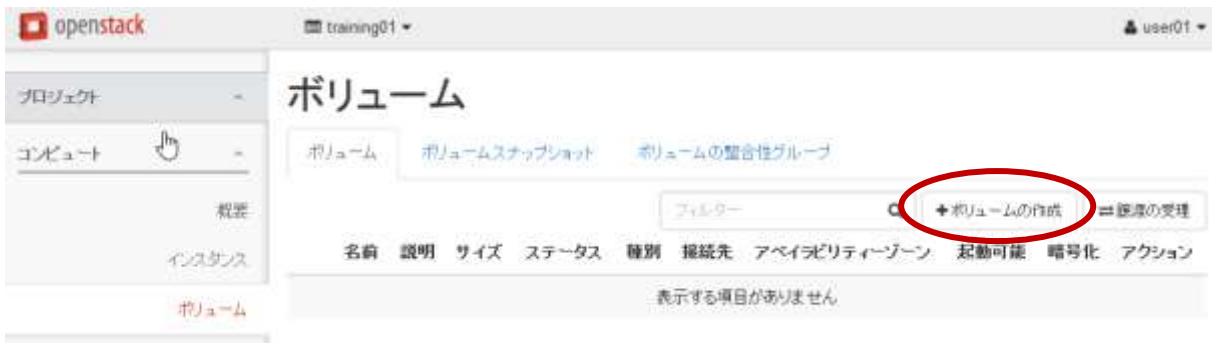 openstack training01 user01
プロジェクト
コンピュート
概要
インスタンス
ボリューム
ボリューム
ボリューム ボリュームスナップショット ボリュームの整合性グループ
フィルター +ボリュームの作成 譲渡の受理
名前 説明 サイズ ステータス 種別 接続先 アベイラビリティーゾーン 起動可能 暗号化 アクション
表示する項目がありません